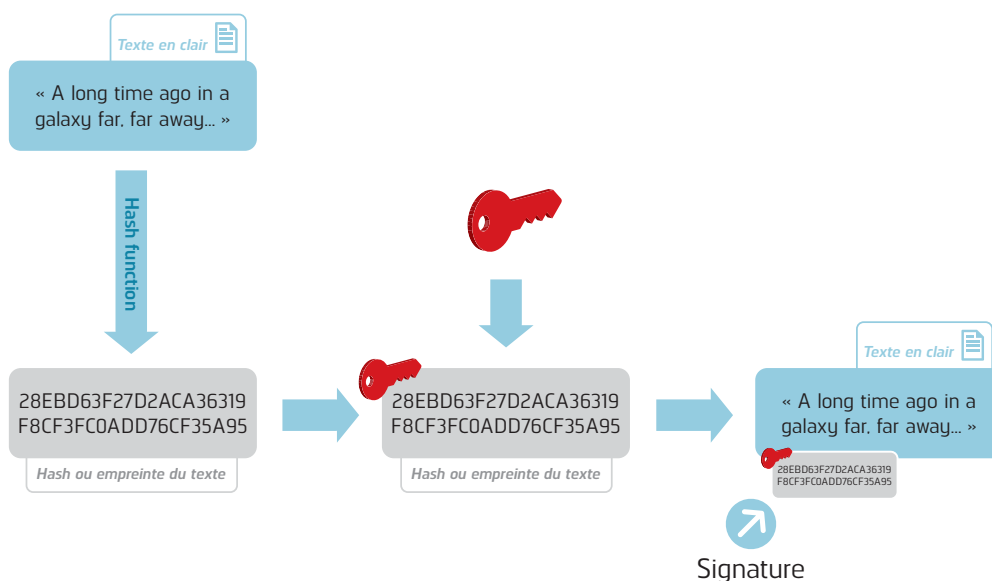 Texte en clair
« A long time ago in a
galaxy far, far away... »
Hash function
28EBD63F27D2ACA36319
F8CF3FC0ADD76CF35A95
Hash ou empreinte du texte
28EBD63F27D2ACA36319
F8CF3FC0ADD76CF35A95
Hash ou empreinte du texte
Texte en clair
« A long time ago in a
galaxy far, far away... »
28EBD63F27D2ACA36319
F8CF3FC0ADD76CF35A95
Signature